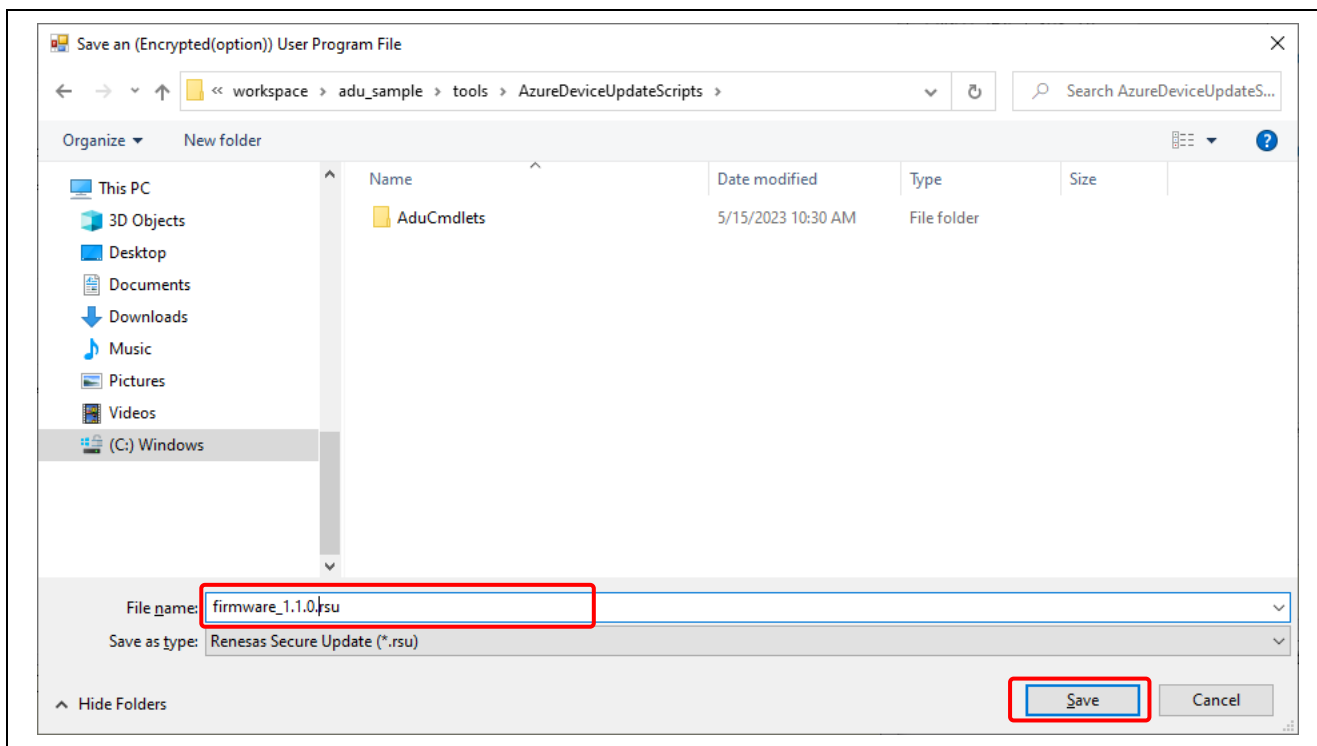 Save an (Encrypted(option)) User Program File
« workspace › adu_sample › tools › AzureDeviceUpdateScripts › Search AzureDeviceUpdateS...
Organize New folder
Name Date modified Type Size
This PC
3D Objects
AduCmdlets 5/15/2023 10:30 AM File folder
Desktop
Documents
Downloads
Music
Pictures
Videos
(C:) Windows
File name: firmware_1.1.0.rsu
Save as type: Renesas Secure Update (*.rsu)
Hide Folders Save Cancel